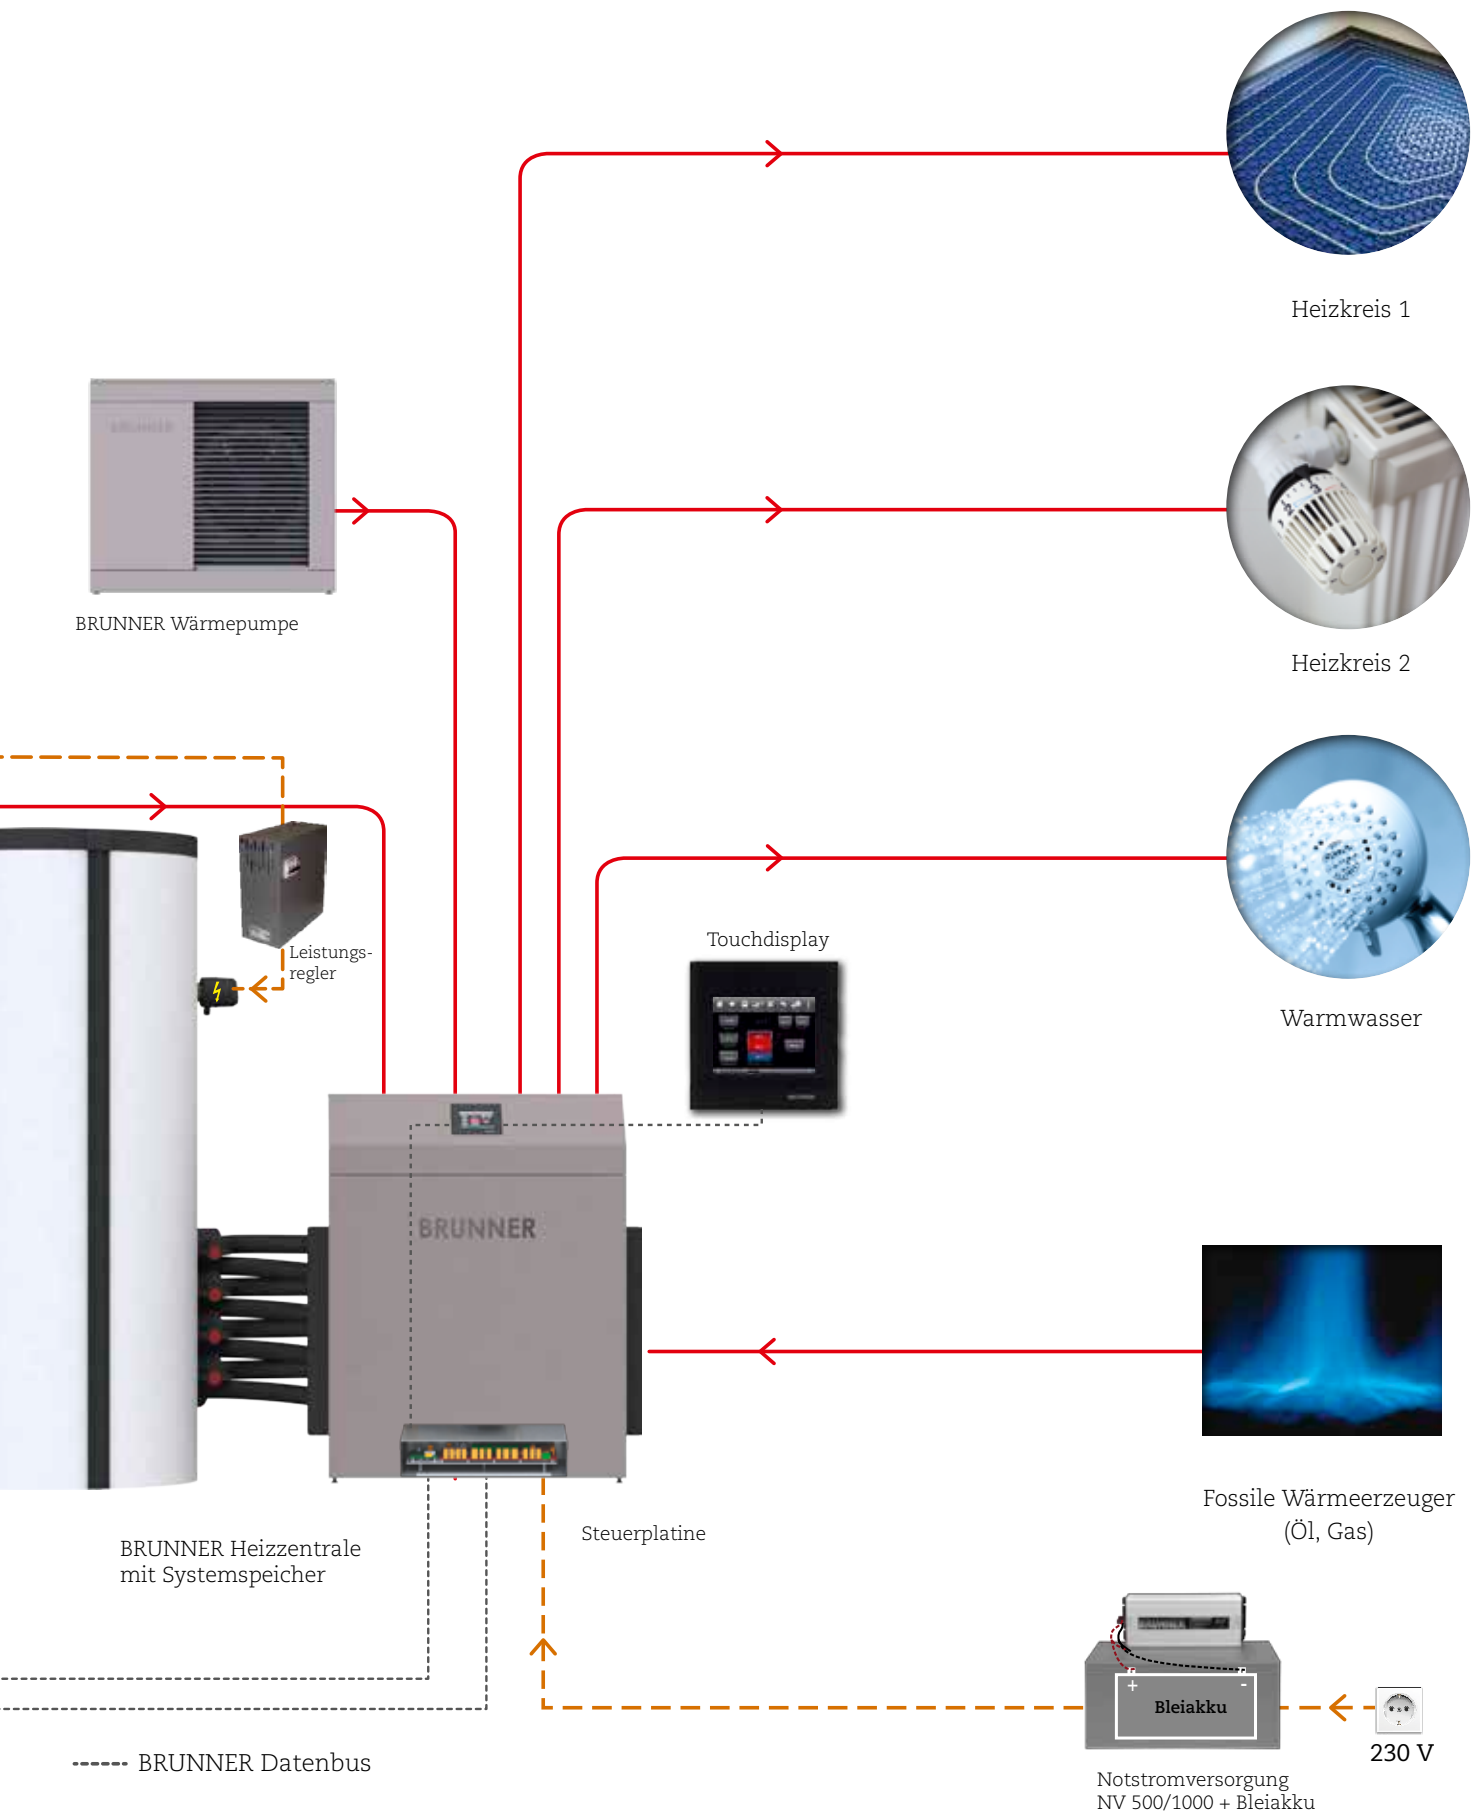 Heizkreis 1
BRUNNER
BRUNNER Wärmepumpe
Heizkreis 2
Leistungs-
regler
Touchdisplay
Warmwasser
BRUNNER
Fossile Wärmeerzeuger
(Öl, Gas)
Steuerplatine
BRUNNER Heizzentrale
mit Systemspeicher
+ -
Bleiakku
230 V
BRUNNER Datenbus
Notstromversorgung
NV 500/1000 + Bleiakku